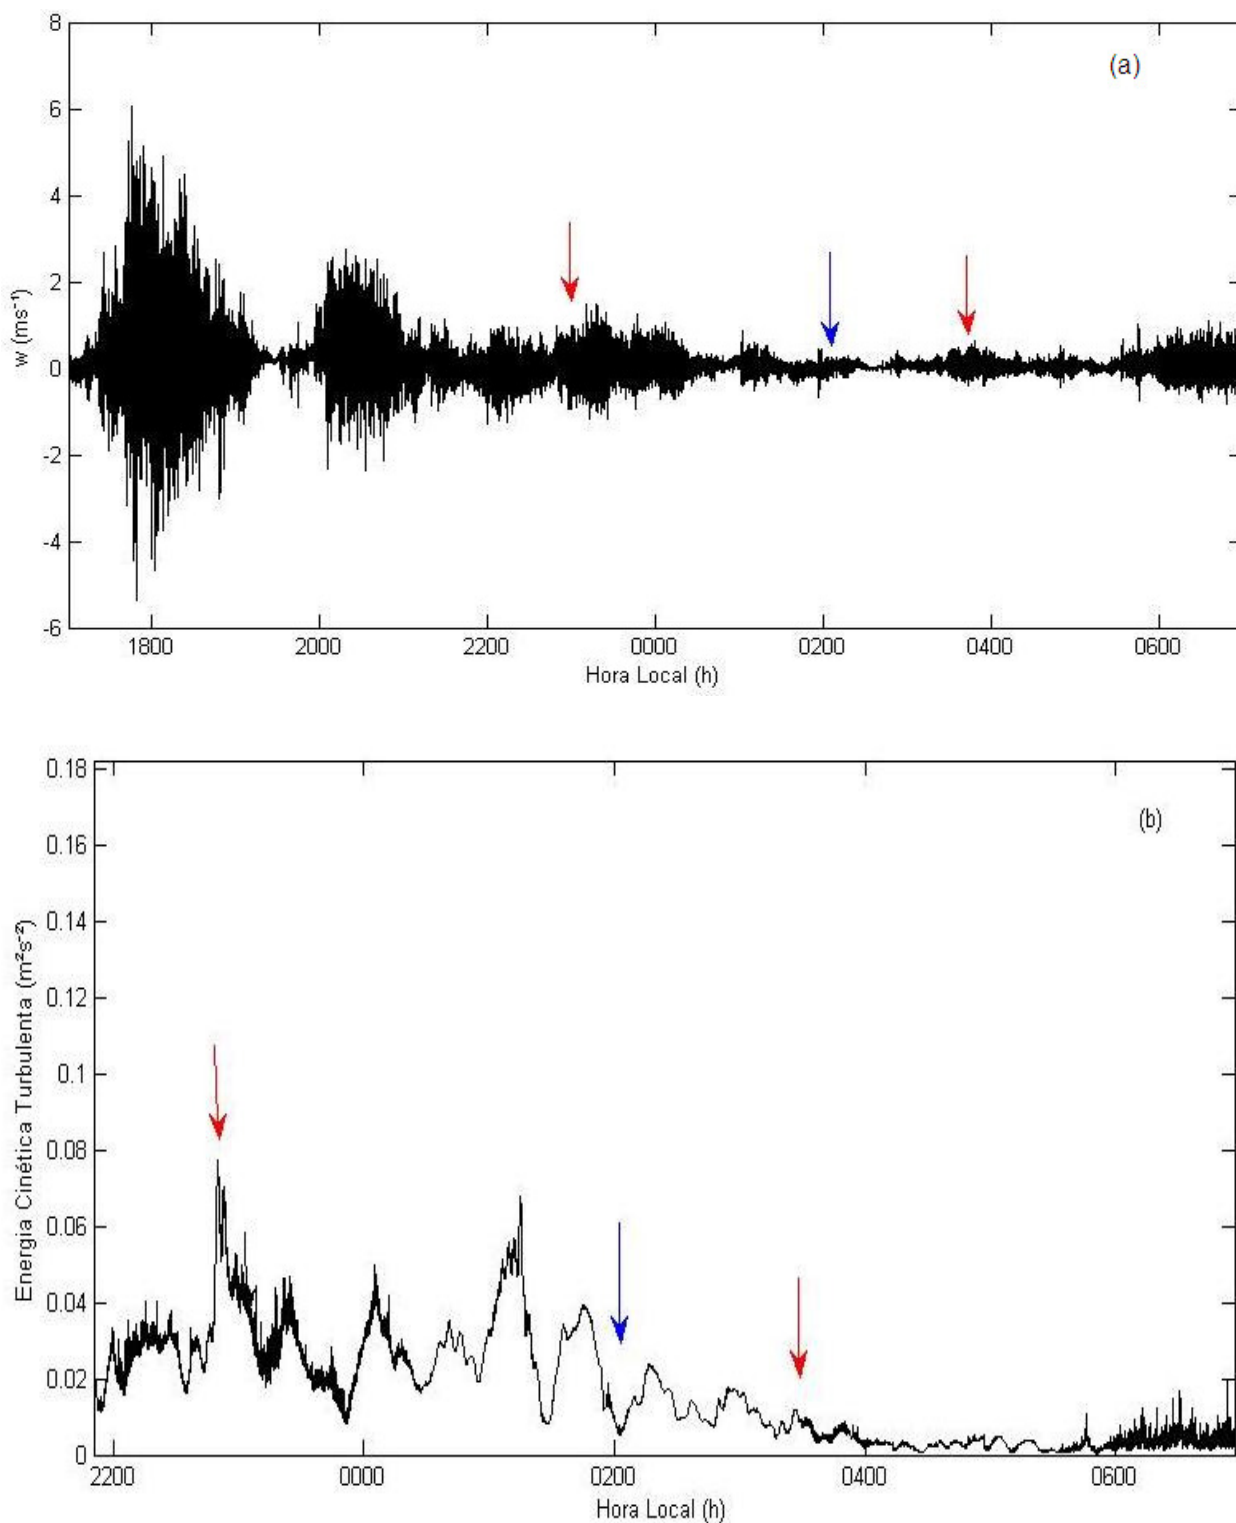 (a)
8
6
4
2
0
-2
-4
-6
w (ms⁻¹)
1800 2000 2200 0000 0200 0400 0600
Hora Local (h)
(b)
0.18
0.16
0.14
0.12
0.1
0.08
0.06
0.04
0.02
0
Energia Cinética Turbulenta (m²s⁻²)
2200 0000 0200 0400 0600
Hora Local (h)